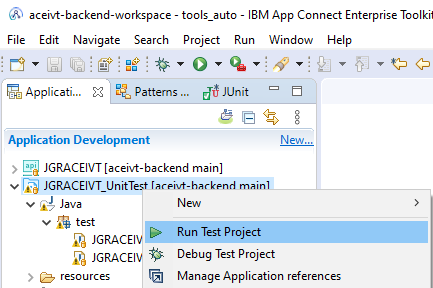 aceivt-backend-workspace - tools_auto - IBM App Connect Enterprise Toolkit
File Edit Navigate Search Project Run Window Help
Applicati... Patterns ... JUnit
Application Development New...
api
JGRACEIVT [aceivt-backend main]
JGRACEIVT_UnitTest [aceivt-backend main]
Java
test
JGRACEIV
JGRACEIV
resources
New
Run Test Project
Debug Test Project
Manage Application references